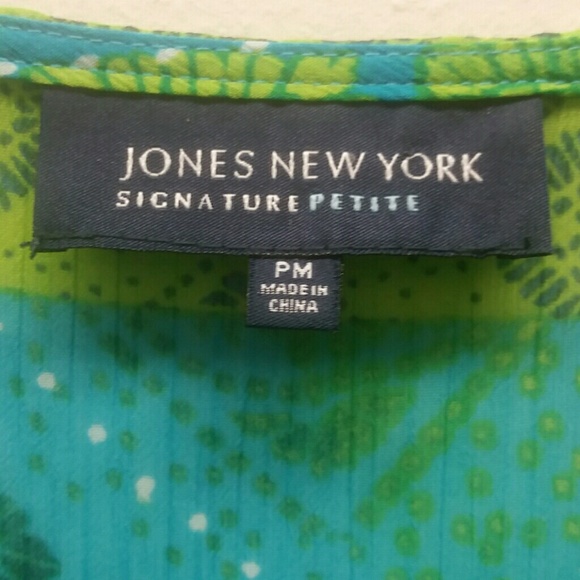 JONES NEW YORK
SIGNATURE PETITE
PM
MADE IN
CHINA